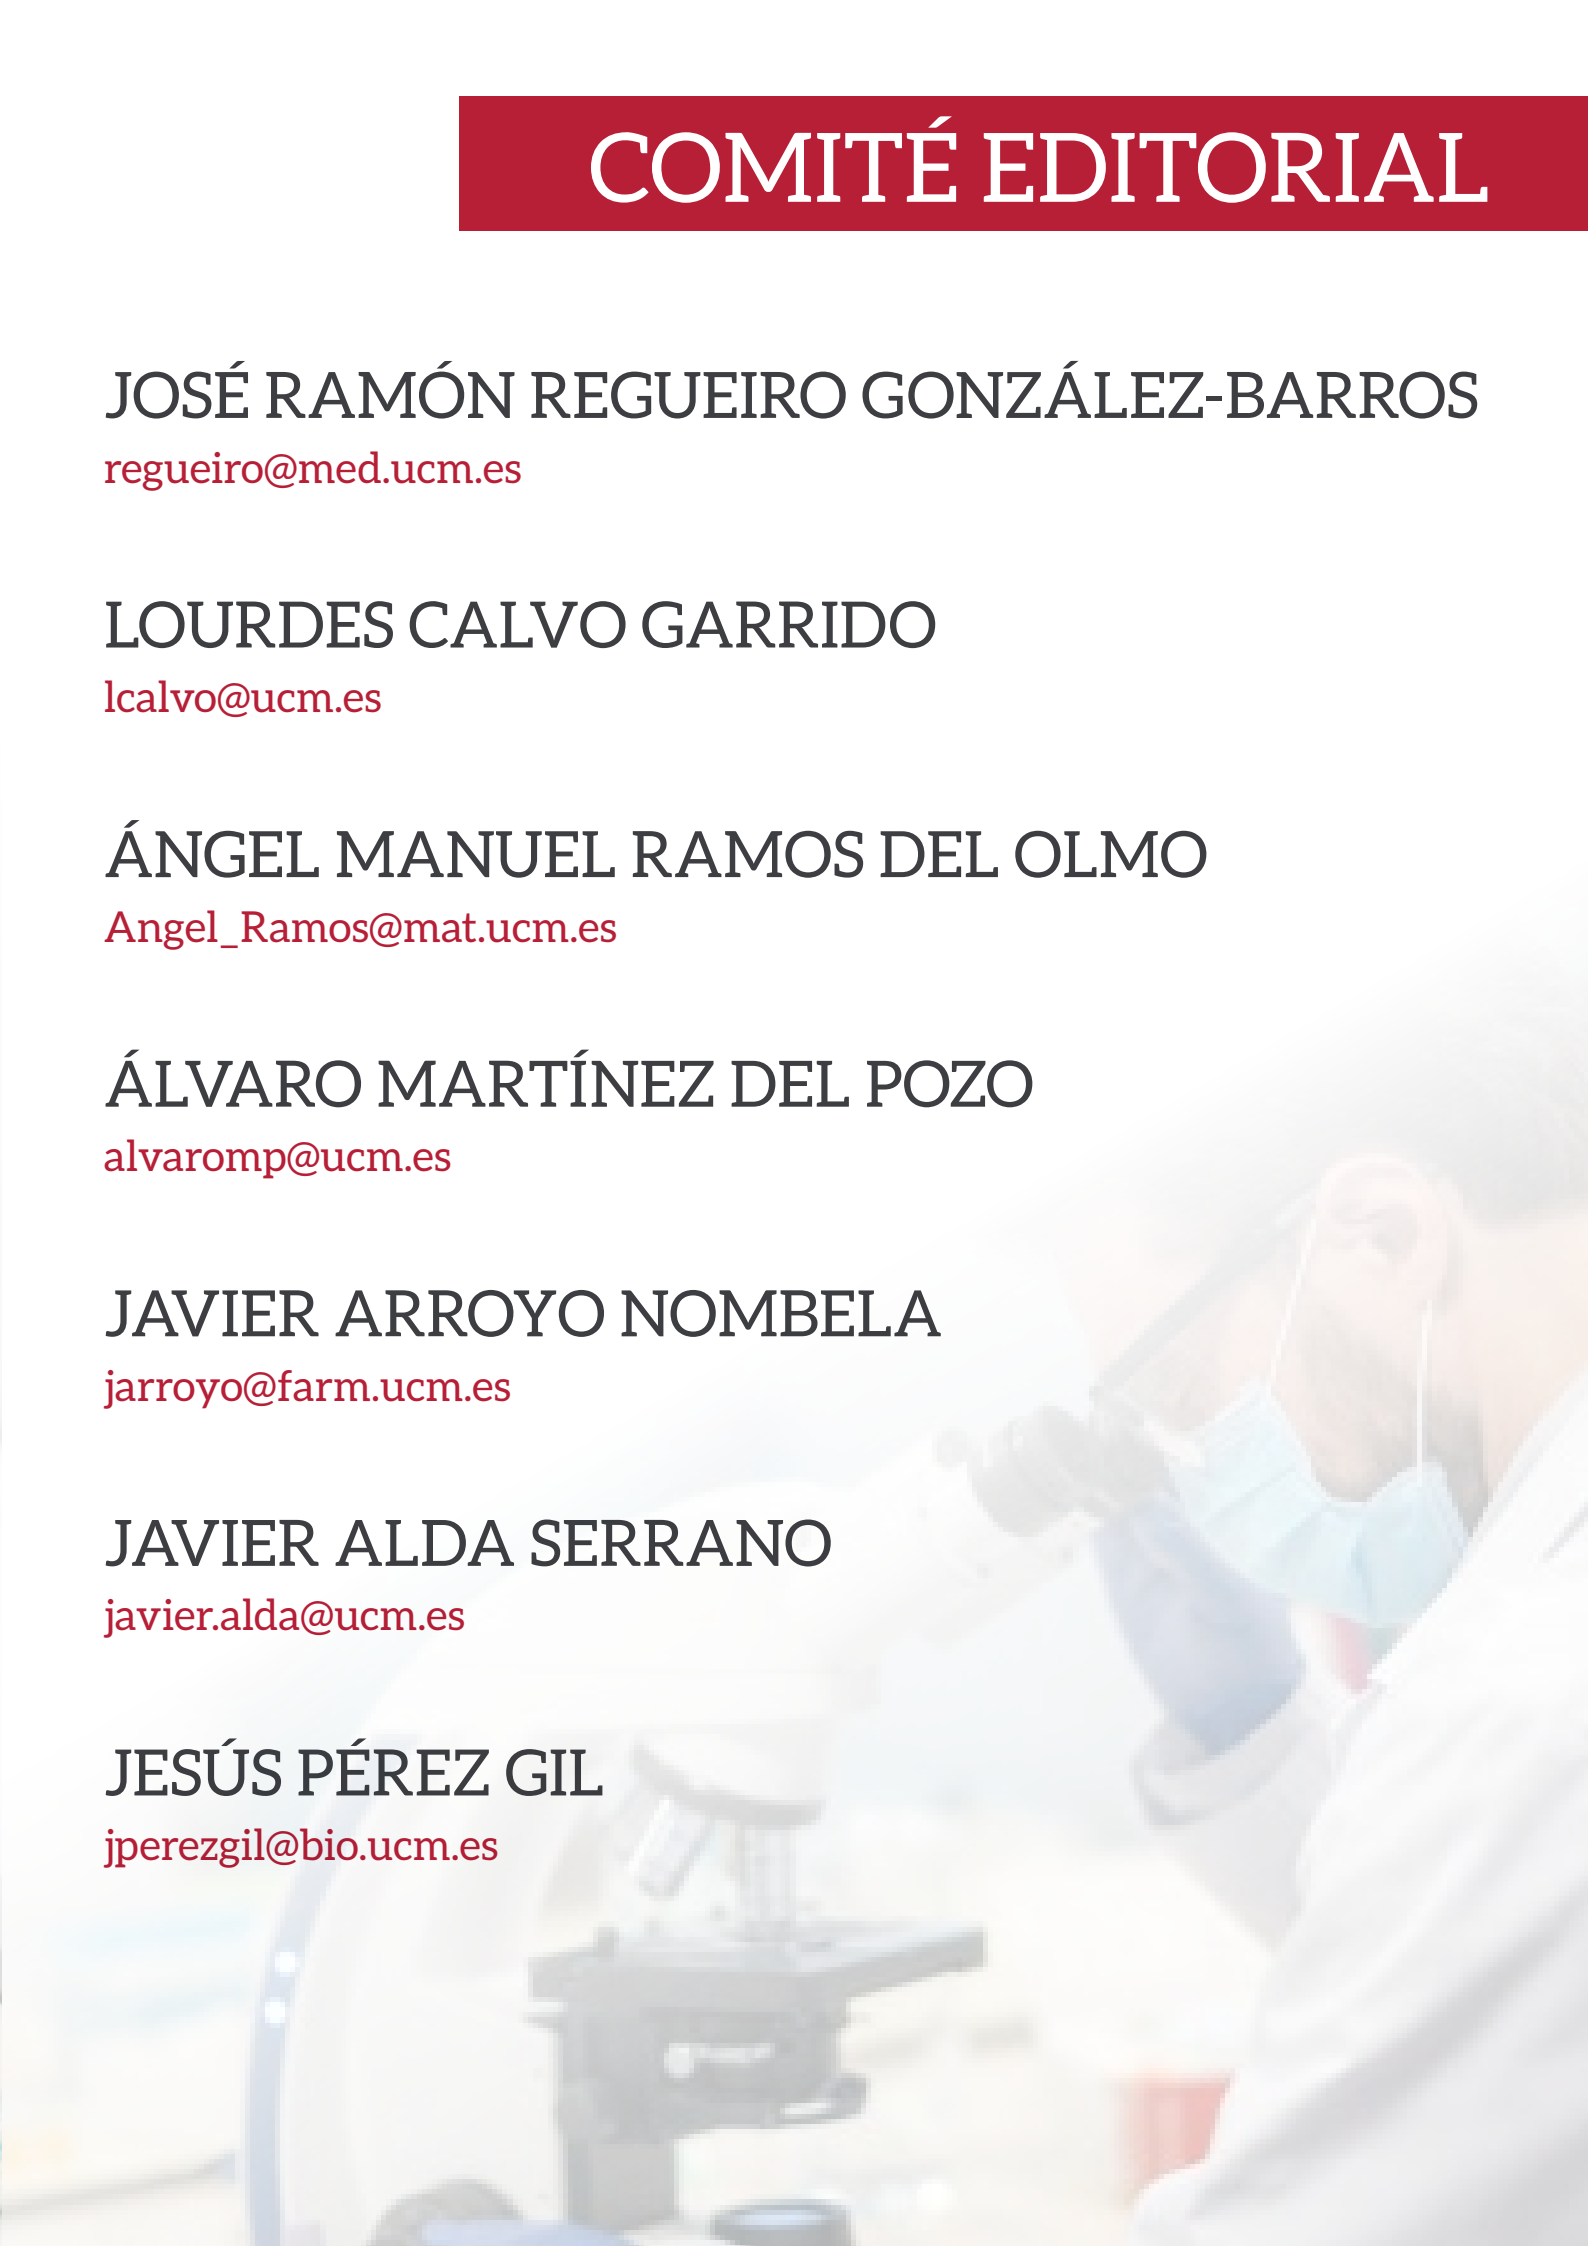 COMITÉ EDITORIAL
JOSÉ RAMÓN REGUEIRO GONZÁLEZ-BARROS
regueiro@med.ucm.es
LOURDES CALVO GARRIDO
lcalvo@ucm.es
ÁNGEL MANUEL RAMOS DEL OLMO
Angel_Ramos@mat.ucm.es
ÁLVARO MARTÍNEZ DEL POZO
alvaromp@ucm.es
JAVIER ARROYO NOMBELA
jarroyo@farm.ucm.es
JAVIER ALDA SERRANO
javier.alda@ucm.es
JESÚS PÉREZ GIL
jperezgil@bio.ucm.es